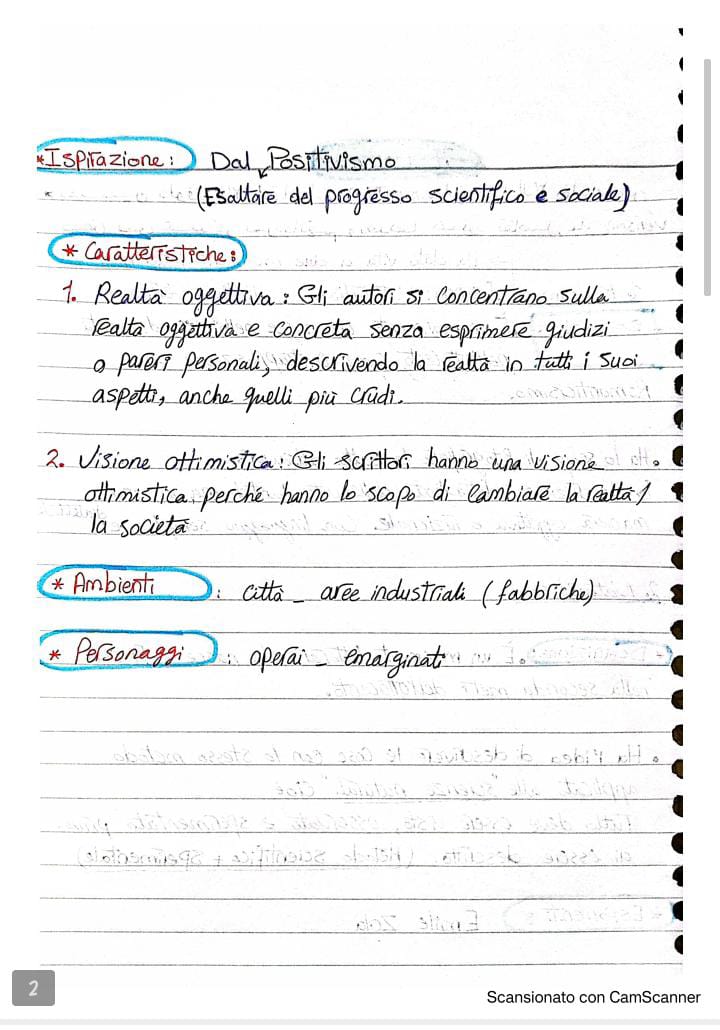 *Ispirazione: Dal Positivismo
(Esaltare del progresso scientifico e sociale)
* Caratteristiche:
1. Realtà oggettiva: Gli autori si concentrano sulla
realtà oggettiva e concreta senza esprimere giudizi
o pareri personali, descrivendo la realtà in tutti i suoi
aspetti, anche quelli più crudi.
2. Visione ottimistica: Gli scrittori hanno una visione
ottimistica perché hanno lo scopo di cambiare la realtà/
la società
* Ambienti : città - aree industriali (fabbriche)
* Personaggi : operai - emarginati
2
Scansionato con CamScanner